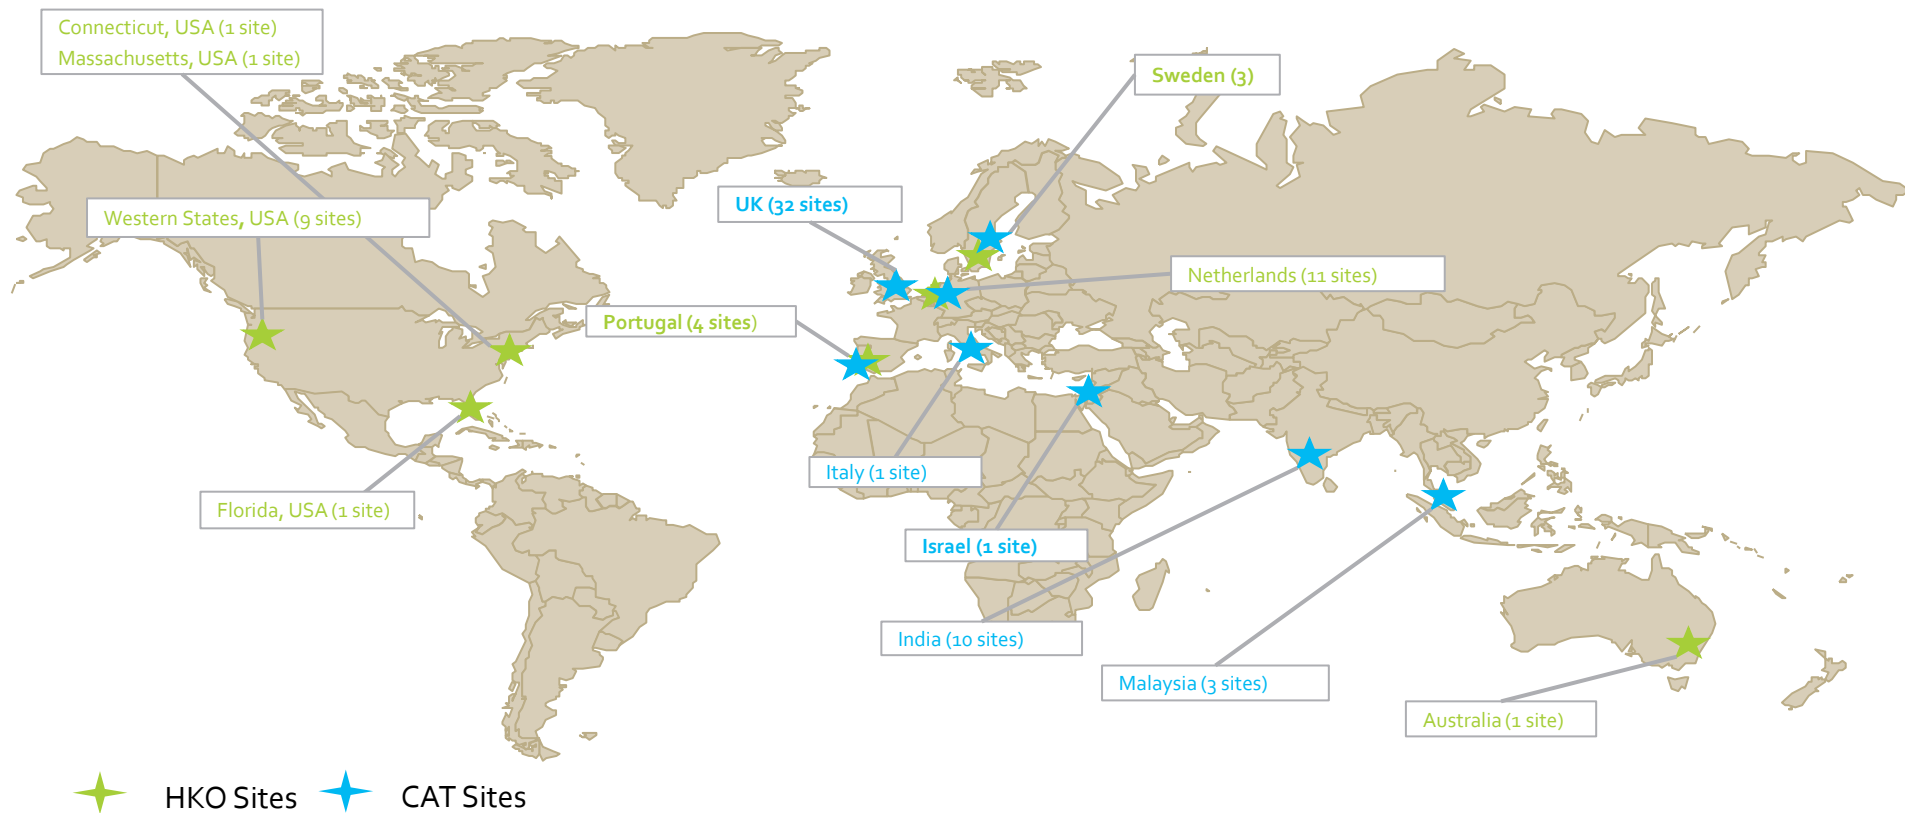 Connecticut, USA (1 site)
Massachusetts, USA (1 site)
Sweden (3)
Western States, USA (9 sites)
UK (32 sites)
Netherlands (11 sites)
Portugal (4 sites)
Italy (1 site)
Florida, USA (1 site)
Israel (1 site)
India (10 sites)
Malaysia (3 sites)
Australia (1 site)
HKO Sites
CAT Sites